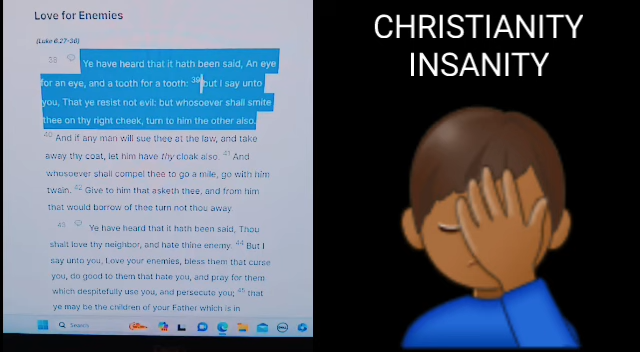 Love for Enemies
(Luke 6.27-36)
38 Ye have heard that it hath been said, An eye
for an eye, and a tooth for a tooth: 39 but I say unto
you, That ye resist not evil: but whosoever shall smite
thee on thy right cheek, turn to him the other also.
40 And if any man will sue thee at the law, and take
away thy coat, let him have thy cloak also. 41 And
whosoever shall compel thee to go a mile, go with him
twain. 42 Give to him that asketh thee, and from him
that would borrow of thee turn not thou away.
43 Ye have heard that it hath been said, Thou
shalt love thy neighbor, and hate thine enemy. 44 But I
say unto you, Love your enemies, bless them that curse
you, do good to them that hate you, and pray for them
which despitefully use you, and persecute you; 45 that
ye may be the children of your Father which is in
Search
CHRISTIANITY
INSANITY